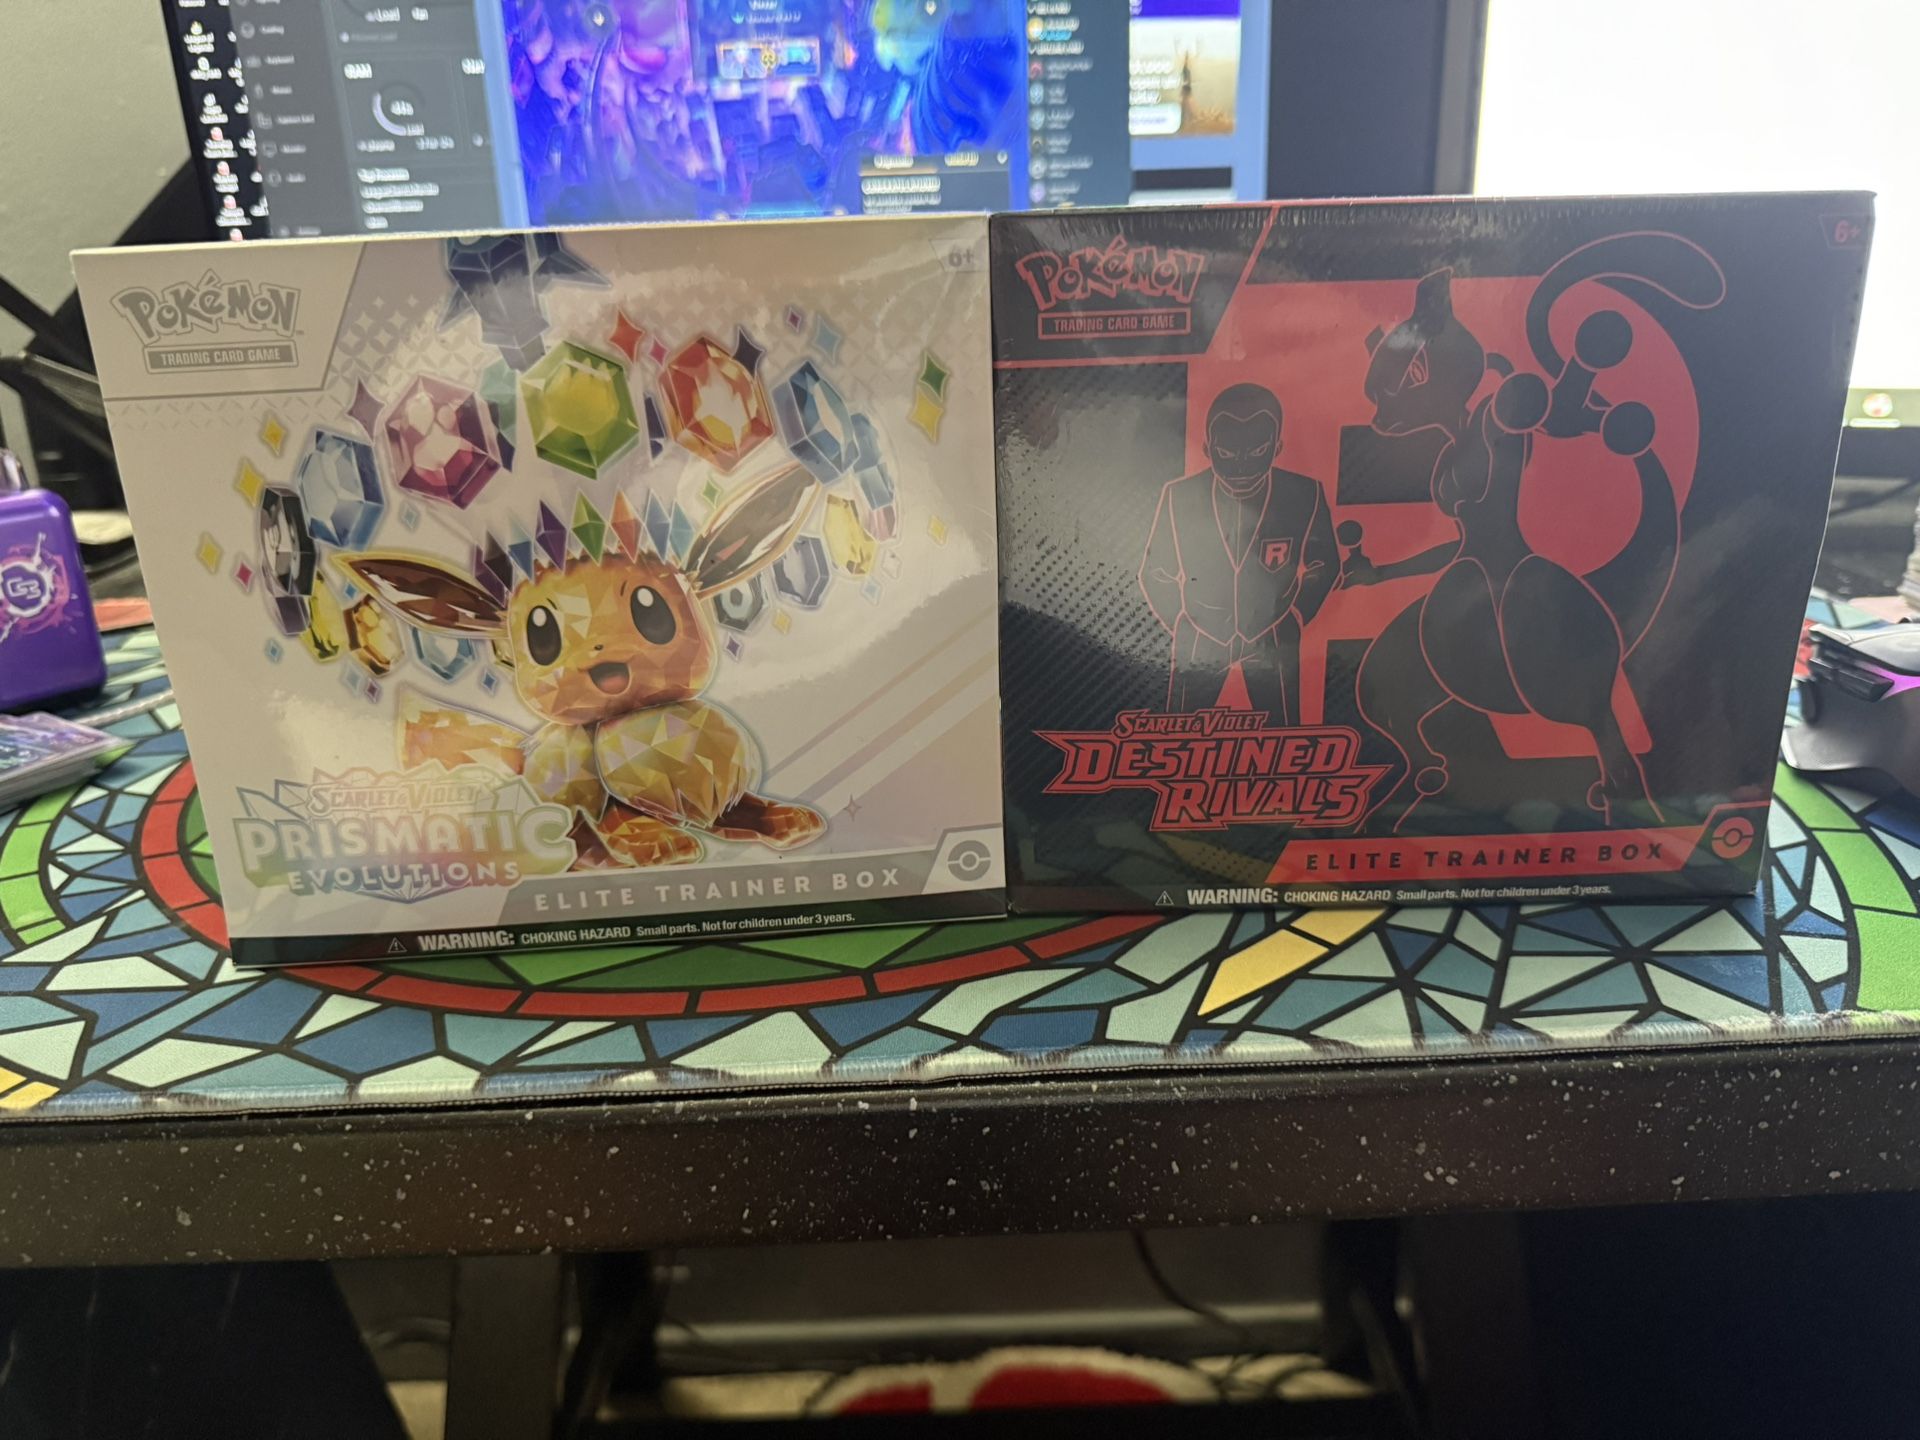 6+
POKéMON
TRADING CARD GAME
SCARLET & VIOLET
PRISMATIC
EVOLUTIONS
ELITE TRAINER BOX
WARNING: CHOKING HAZARD Small parts. Not for children under 3 years.
6+
POKéMON
TRADING CARD GAME
R
SCARLET & VIOLET
DESTINED
RIVALS
ELITE TRAINER BOX
WARNING: CHOKING HAZARD Small parts. Not for children under 3 years.